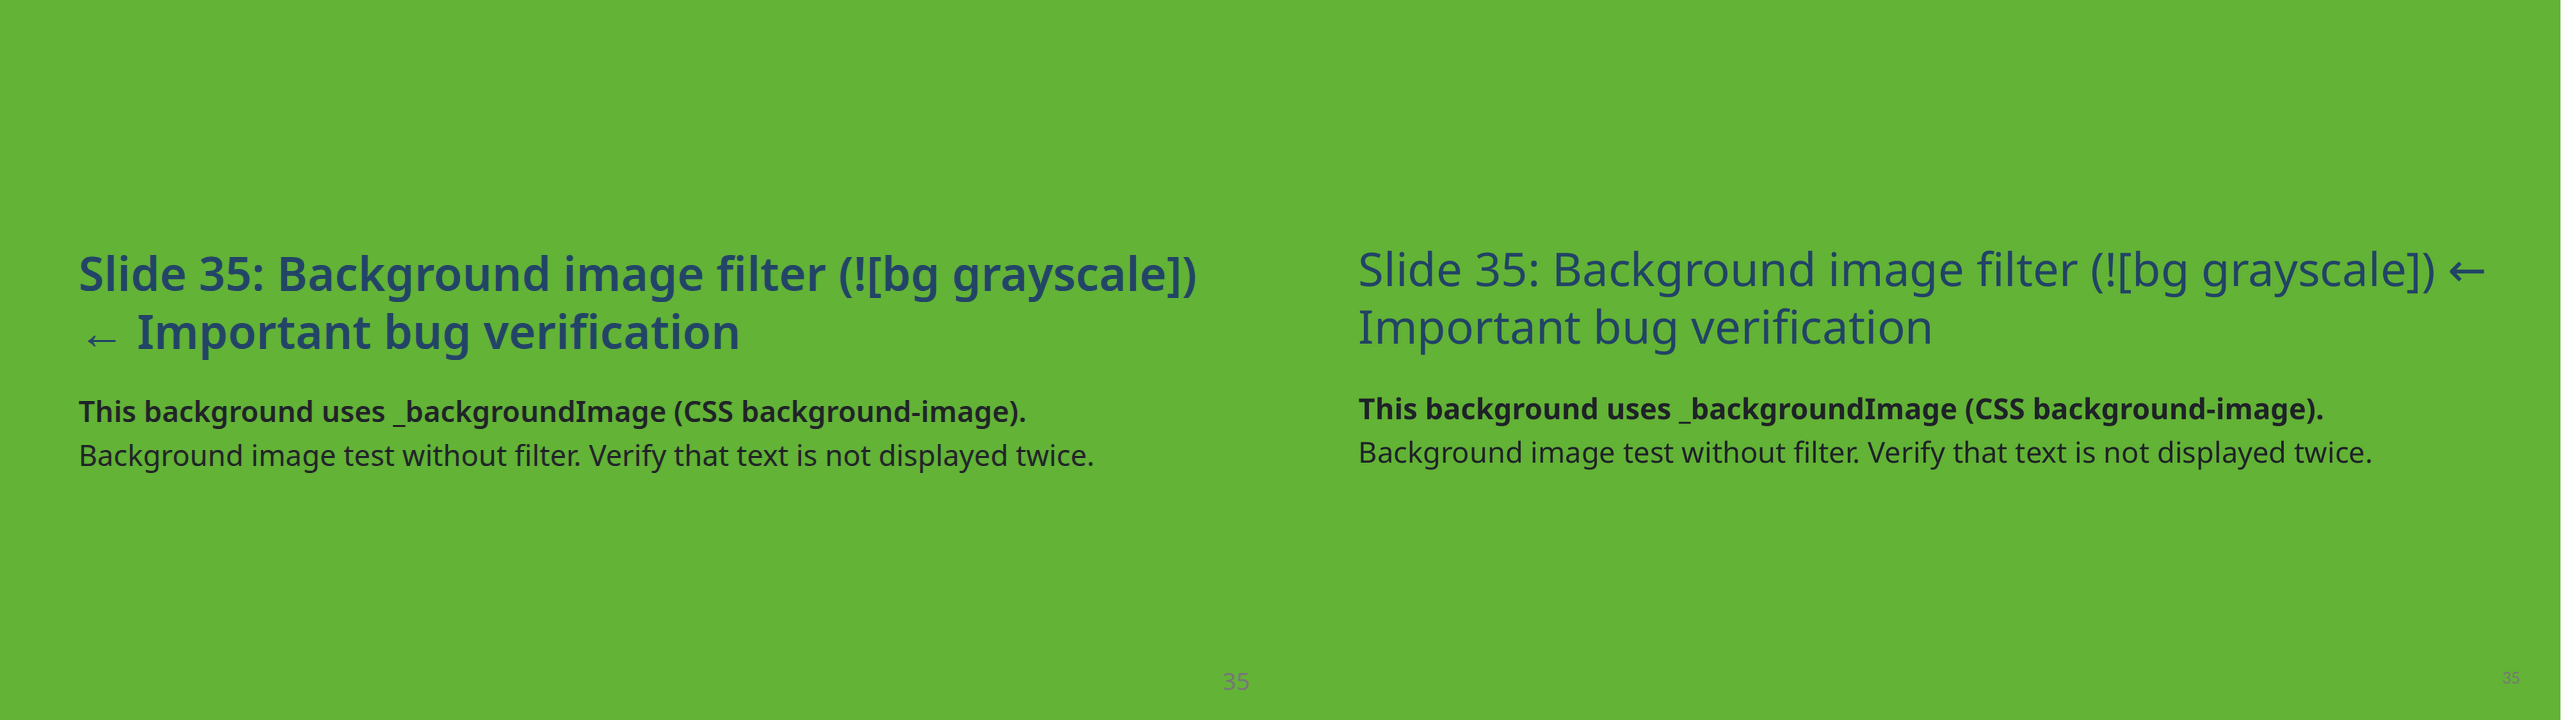 Slide 35: Background image filter (![bg grayscale])
← Important bug verification
This background uses _backgroundImage (CSS background-image).
Background image test without filter. Verify that text is not displayed twice.
35
Slide 35: Background image filter (![bg grayscale]) ←
Important bug verification
This background uses _backgroundImage (CSS background-image).
Background image test without filter. Verify that text is not displayed twice.
35